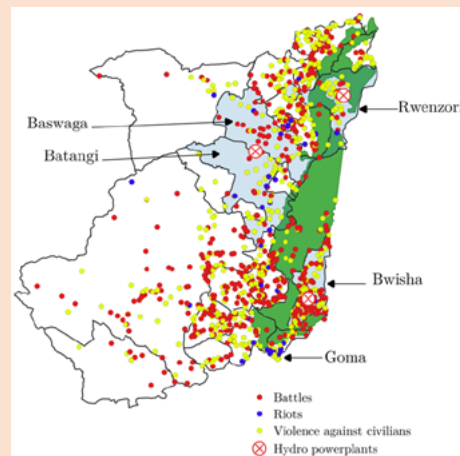 Rwenzori
Baswaga
Batangi
Bwisha
Goma
Battles
Riots
Violence against civilians
Hydro powerplants